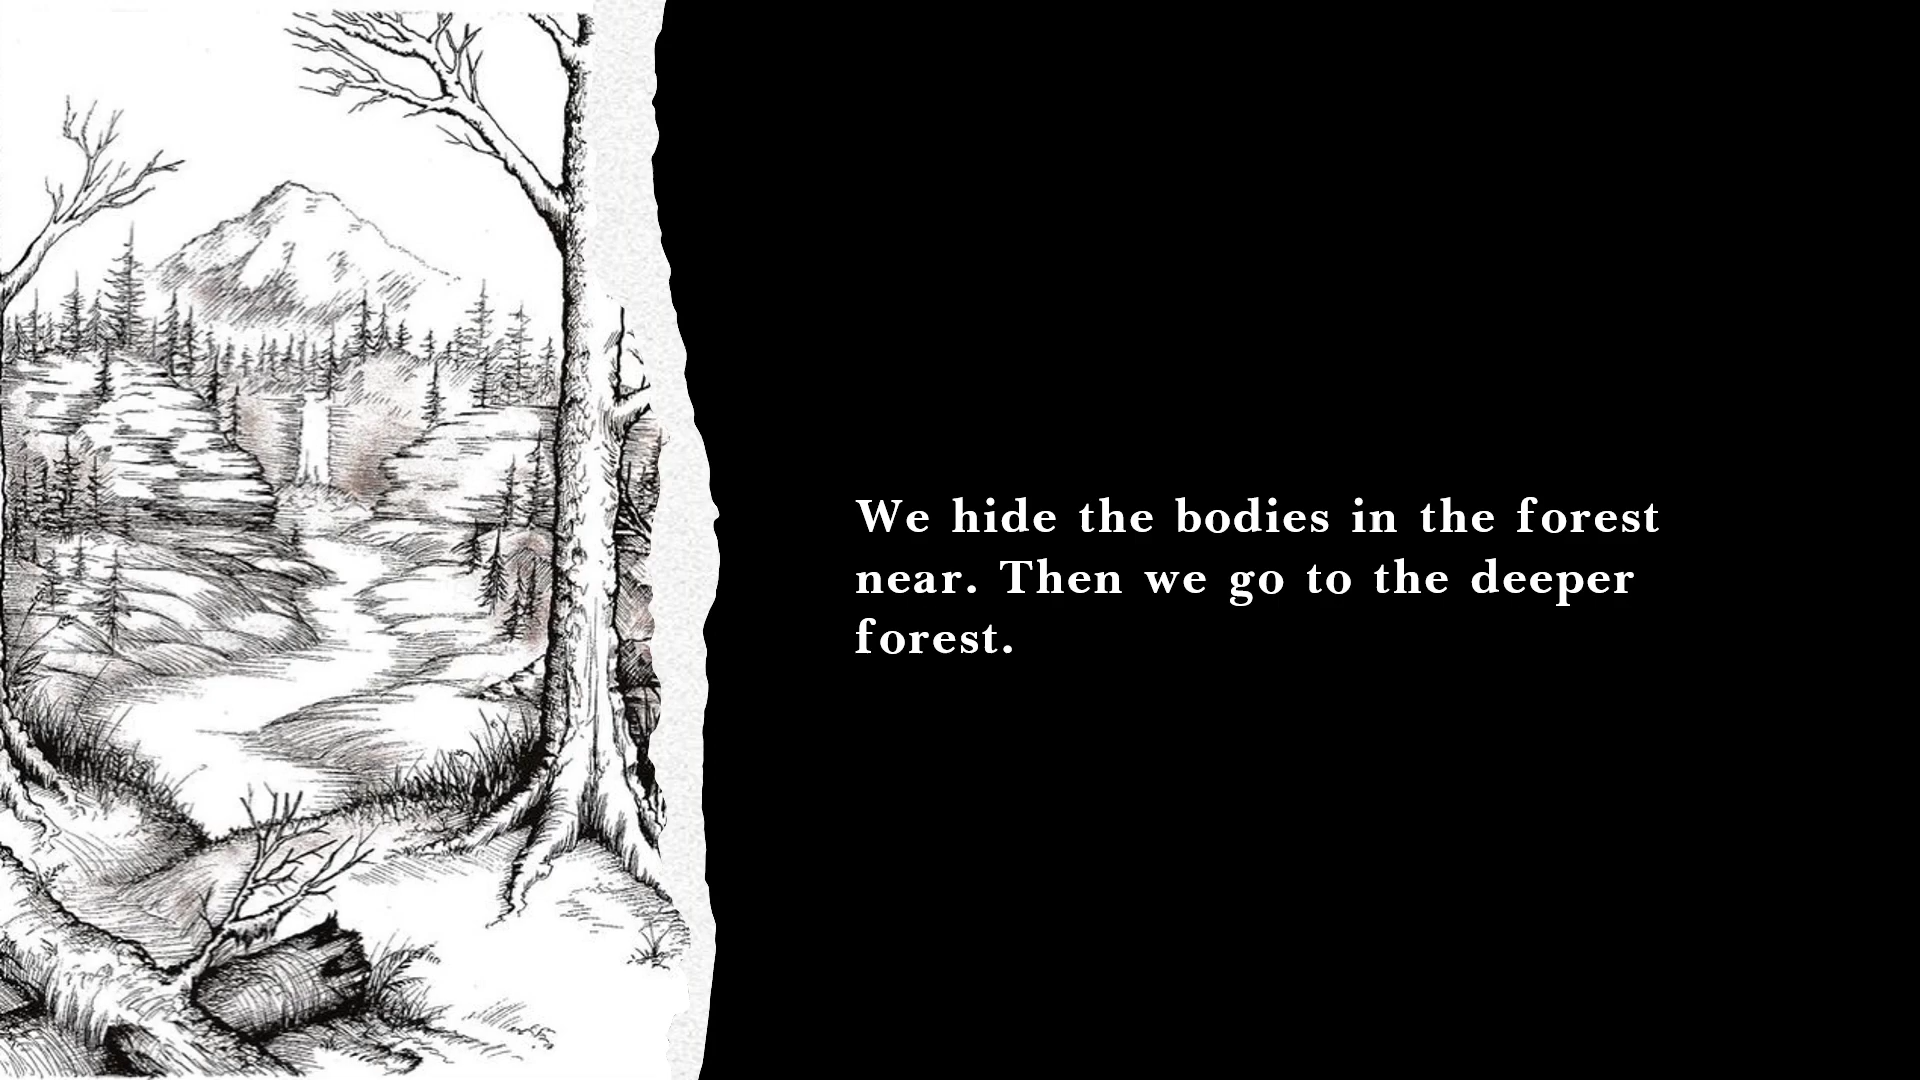 We hide the bodies in the forest
near. Then we go to the deeper
forest.